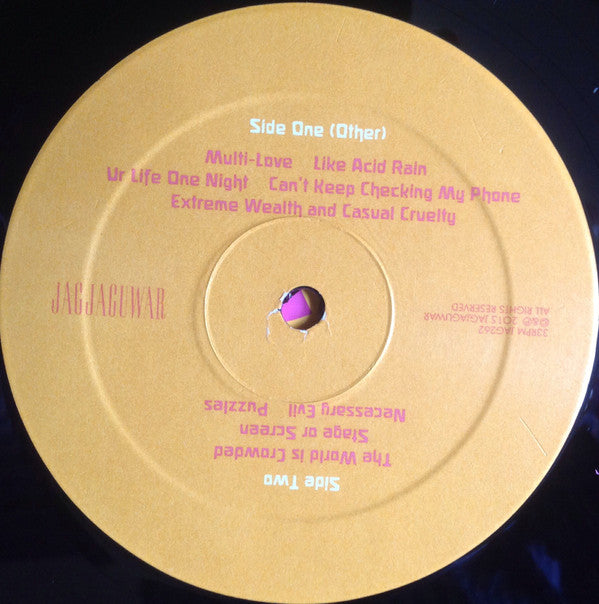 Side One (Other)
Multi-Love Like Acid Rain
Ur Life One Night Can't Keep Checking My Phone
Extreme Wealth and Casual Cruelty
JAGJAGUWAR
33RPM JAG262
©&℗ 2015 JAGJAGUWAR
ALL RIGHTS RESERVED
Side Two
The World is Crowded
Stage or Screen
Necessary Evil Puzzles